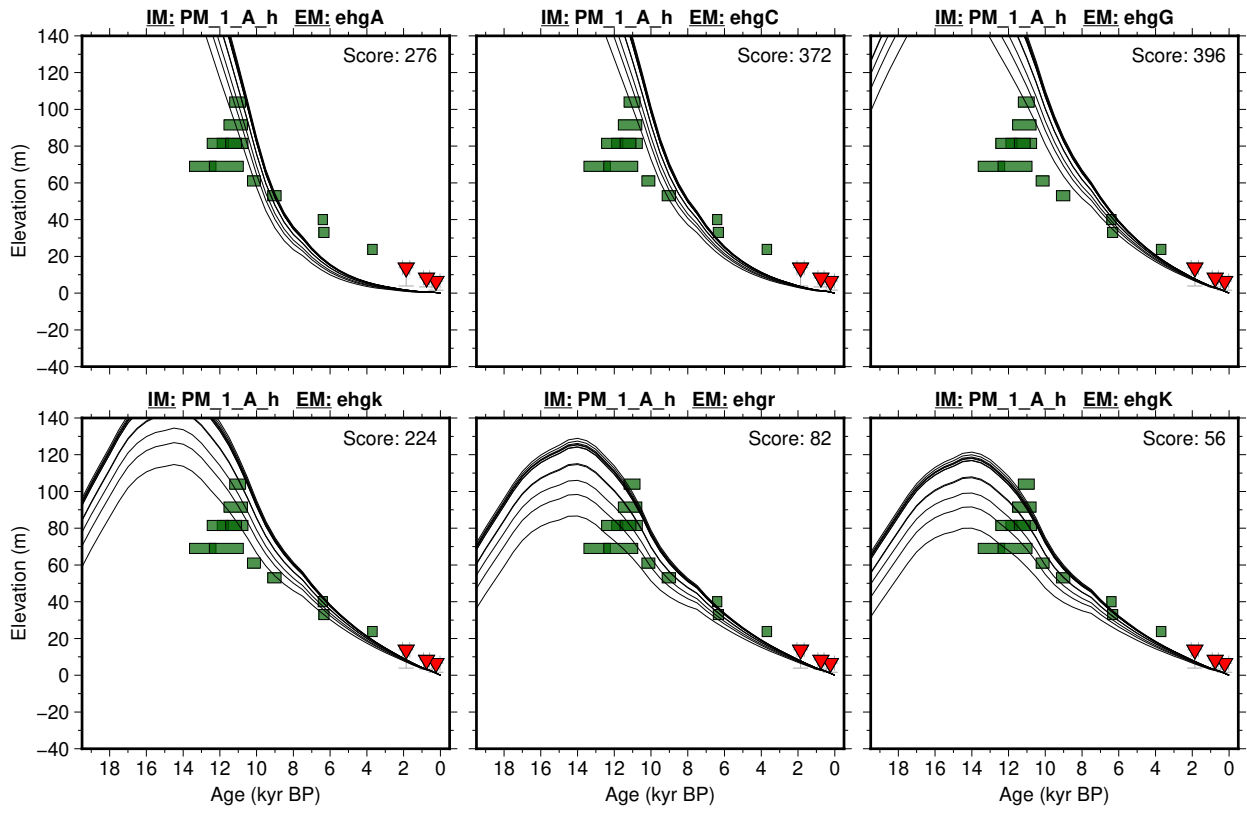 IM: PM_1_A_h EM: ehgA
IM: PM_1_A_h EM: ehgC
IM: PM_1_A_h EM: ehgG
Score: 276
Score: 372
Score: 396
140
120
100
80
60
40
20
0
−20
−40
Elevation (m)
IM: PM_1_A_h EM: ehgk
IM: PM_1_A_h EM: ehgr
IM: PM_1_A_h EM: ehgK
Score: 224
Score: 82
Score: 56
140
120
100
80
60
40
20
0
−20
−40
Elevation (m)
18 16 14 12 10 8 6 4 2 0
18 16 14 12 10 8 6 4 2 0
18 16 14 12 10 8 6 4 2 0
Age (kyr BP)
Age (kyr BP)
Age (kyr BP)